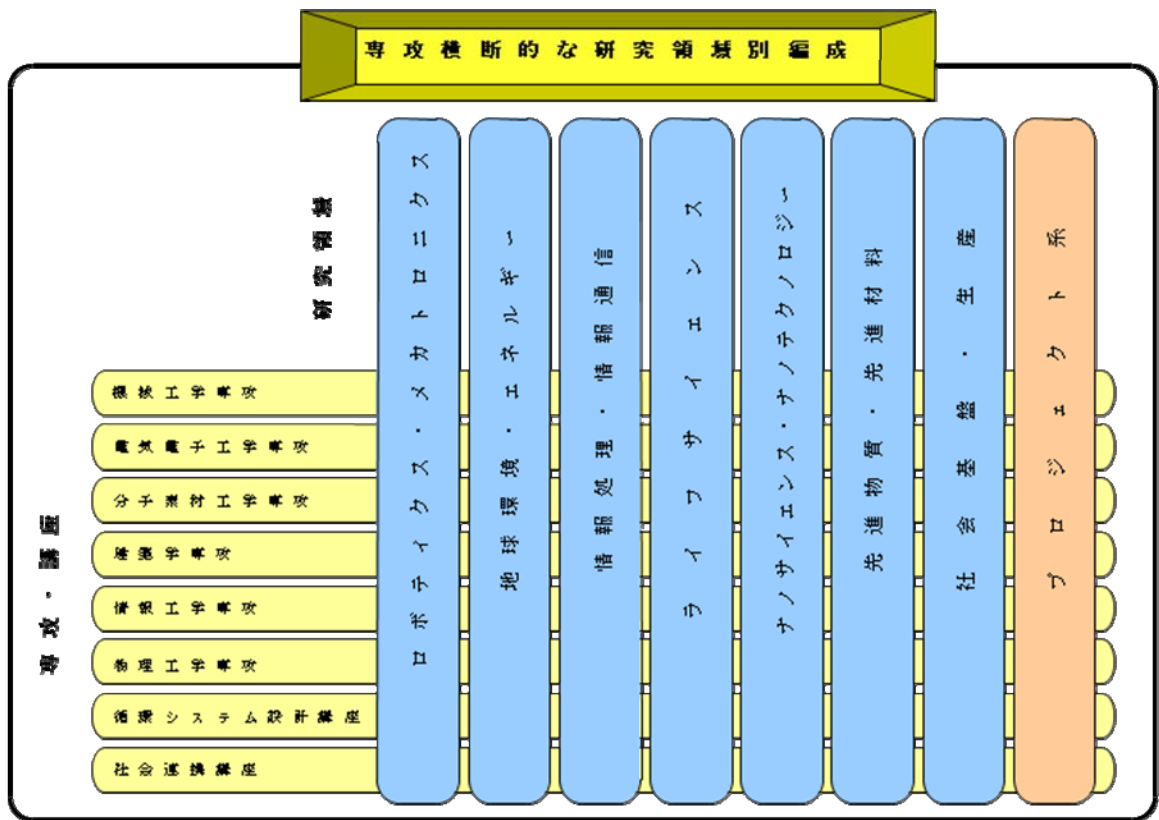 専攻横断的な研究領域別編成
研究領域
ロボティクス・メカトロニクス
地球環境・エネルギー
情報処理・情報通信
ライフサイエンス
ナノサイエンス・ナノテクノロジー
先進物質・先進材料
社会基盤・生産
プロジェクト系
専攻・講座
機械工学専攻
電気電子工学専攻
分子素材工学専攻
建築学専攻
情報工学専攻
物理工学専攻
循環システム設計講座
社会連携講座